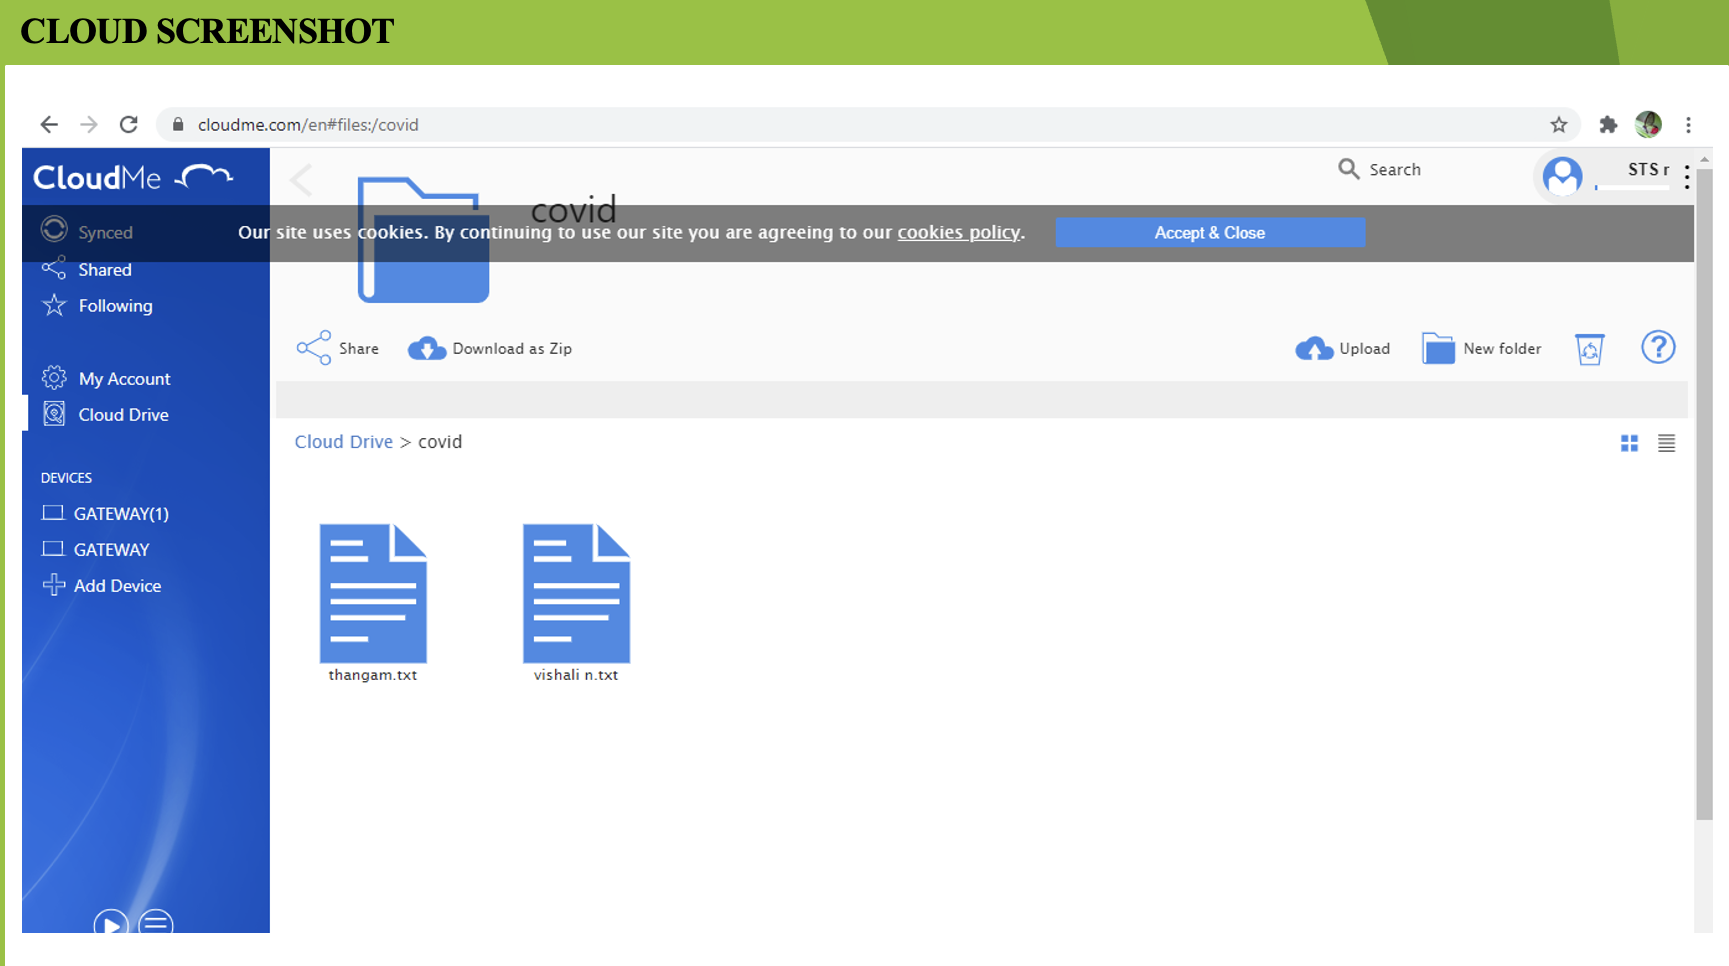 CLOUD SCREENSHOT
cloudme.com/en#files:/covid
CloudMe
Search
STS r
covid
Synced
Our site uses cookies. By continuing to use our site you are agreeing to our cookies policy.
Accept & Close
Shared
Following
Share
Download as Zip
Upload
New folder
?
My Account
Cloud Drive
Cloud Drive > covid
DEVICES
GATEWAY(1)
GATEWAY
Add Device
thangam.txt
vishali n.txt